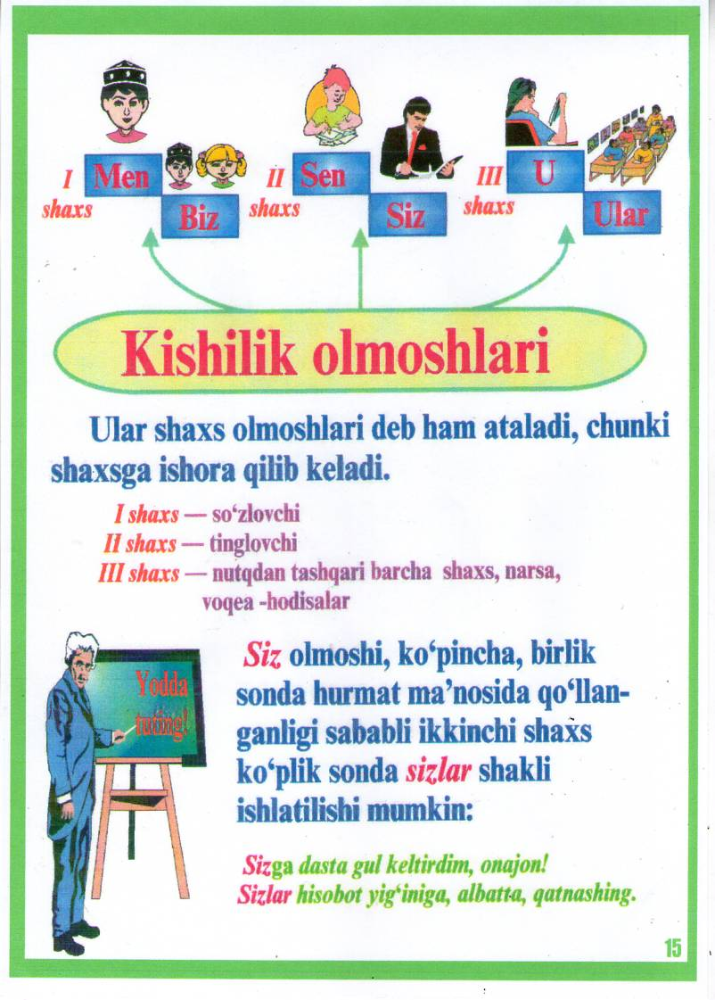 I shaxs
Men
Biz
II shaxs
Sen
Siz
III shaxs
U
Ular
Kishilik olmoshlari
Ular shaxs olmoshlari deb ham ataladi, chunki
shaxsga ishora qilib keladi.
I shaxs — so‘zlovchi
II shaxs — tinglovchi
III shaxs — nutqdan tashqari barcha shaxs, narsa,
voqea -hodisalar
Yodda
tuting!
Siz olmoshi, ko‘pincha, birlik
sonda hurmat ma’nosida qo‘llan-
ganligi sababli ikkinchi shaxs
ko‘plik sonda sizlar shakli
ishlatilishi mumkin:
Sizga dasta gul keltirdim, onajon!
Sizlar hisobot yig‘iniga, albatta, qatnashing.
15